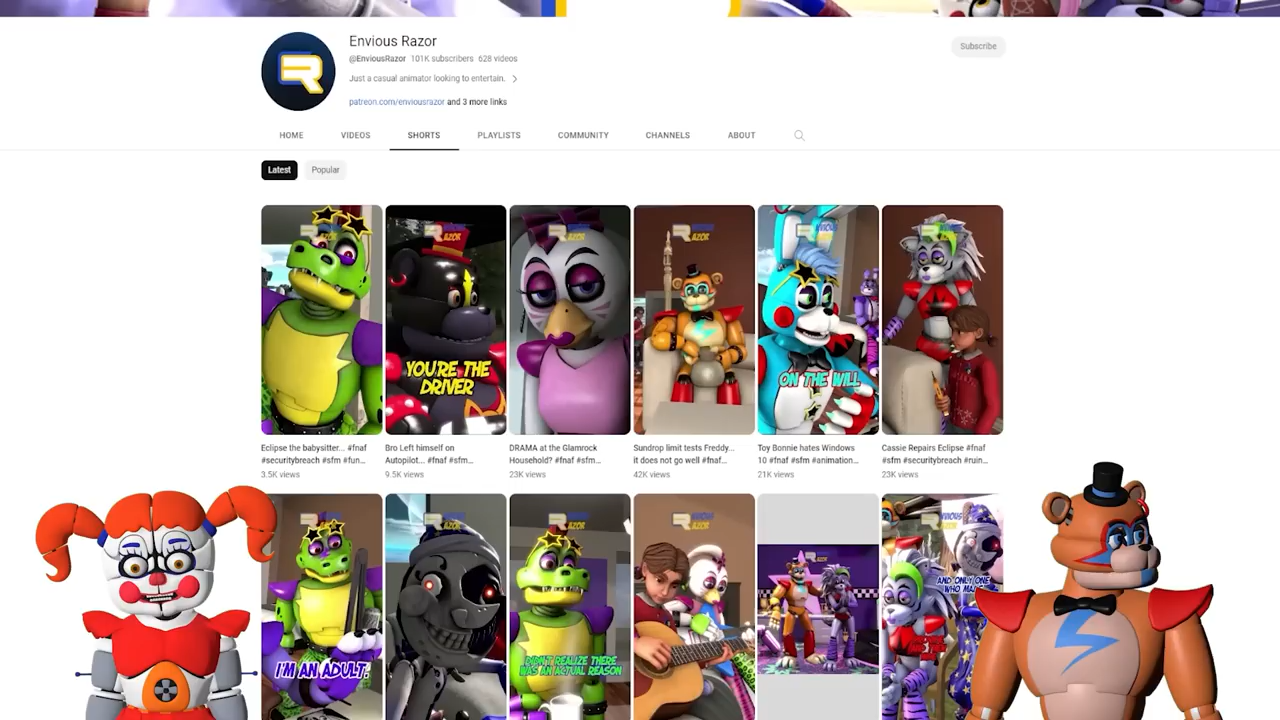 Envious Razor
@EnviousRazor 101K subscribers 628 videos
Just a casual animator looking to entertain.
patreon.com/enviousrazor and 3 more links
Subscribe
HOME VIDEOS SHORTS PLAYLISTS COMMUNITY CHANNELS ABOUT
Latest Popular
YOU'RE THE
DRIVER
ON THE WILL
Eclipse the babysitter... #fnaf
#securitybreach #sfm #fun...
3.5K views
Bro Left himself on
Autopilot... #fnaf #sfm...
9.5K views
DRAMA at the Glamrock
Household? #fnaf #sfm...
23K views
Sundrop limit tests Freddy...
it does not go well #fnaf...
42K views
Toy Bonnie hates Windows
10 #fnaf #sfm #animation...
21K views
Cassie Repairs Eclipse #fnaf
#sfm #securitybreach #ruin...
23K views
I'M AN ADULT.
DIDN'T REALIZE THERE
WAS AN ACTUAL REASON
AND ONLY ONE